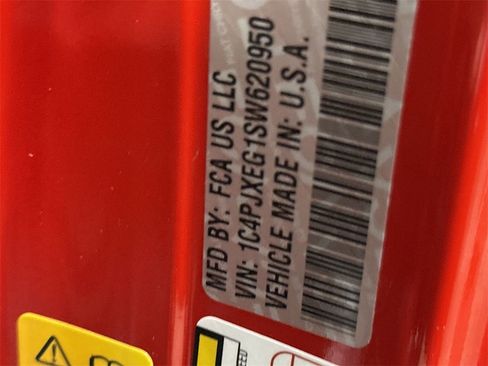 MFD BY: FCA US LLC
VIN: 1C4PJXEG1SW620950
VEHICLE MADE IN: U.S.A.